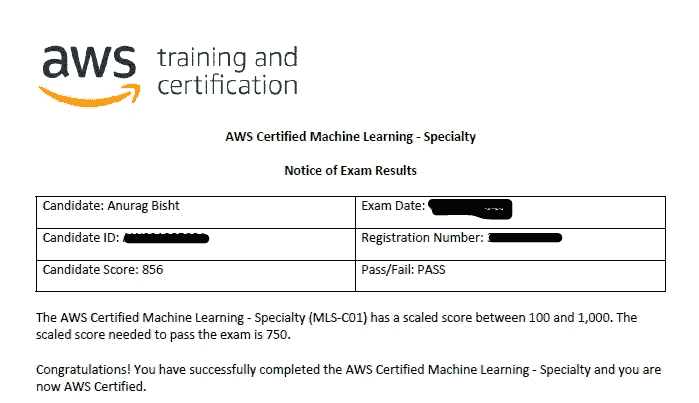 aws training and
certification
AWS Certified Machine Learning - Specialty
Notice of Exam Results
Candidate: Anurag Bisht
Exam Date:
Candidate ID:
Registration Number:
Candidate Score: 856
Pass/Fail: PASS
The AWS Certified Machine Learning - Specialty (MLS-C01) has a scaled score between 100 and 1,000. The
scaled score needed to pass the exam is 750.
Congratulations! You have successfully completed the AWS Certified Machine Learning - Specialty and you are
now AWS Certified.